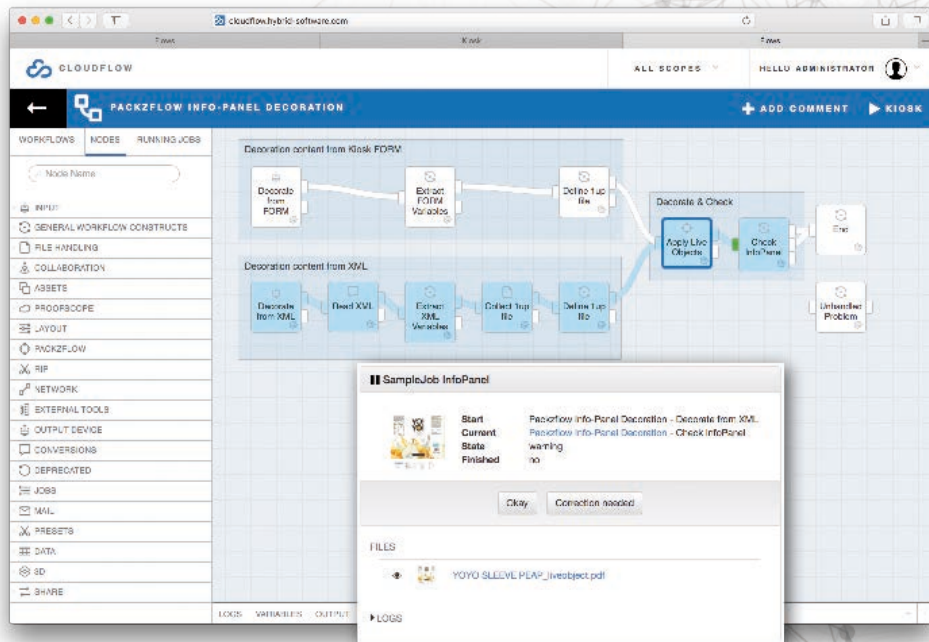 cloudflow.hybrid-software.com
Flows
Kiosk
Flows
CLOUDFLOW
ALL SCOPES
HELLO ADMINISTRATOR
PACKZFLOW INFO-PANEL DECORATION
ADD COMMENT
KIOSK
WORKFLOWS
NODES
RUNNING JOBS
Node Name
INPUT
GENERAL WORKFLOW CONSTRUCTS
FILE HANDLING
COLLABORATION
ASSETS
PROOFSCOPE
LAYOUT
PACKZFLOW
RIP
NETWORK
EXTERNAL TOOLS
OUTPUT DEVICE
CONVERSIONS
DEPRECATED
JOBS
MAIL
PRESETS
DATA
3D
SHARE
Decoration content from Kiosk FORM
Decorate
from
FORM
Extract
FORM
Variables
Define 1up
file
Decorate & Check
Apply Live
Objects
Check
InfoPanel
End
Unhandled
Problem
Decoration content from XML
Decorate
from XML
Read XML
Extract
XML
Variables
Collect 1up
file
Define 1up
file
SampleJob InfoPanel
Start Packzflow Info-Panel Decoration - Decorate from XML
Current Packzflow Info-Panel Decoration - Check InfoPanel
State warning
Finished no
Okay
Correction needed
FILES
YOYO SLEEVE PEAP_liveobject.pdf
LOGS
LOGS
VARIABLES
OUTPUT